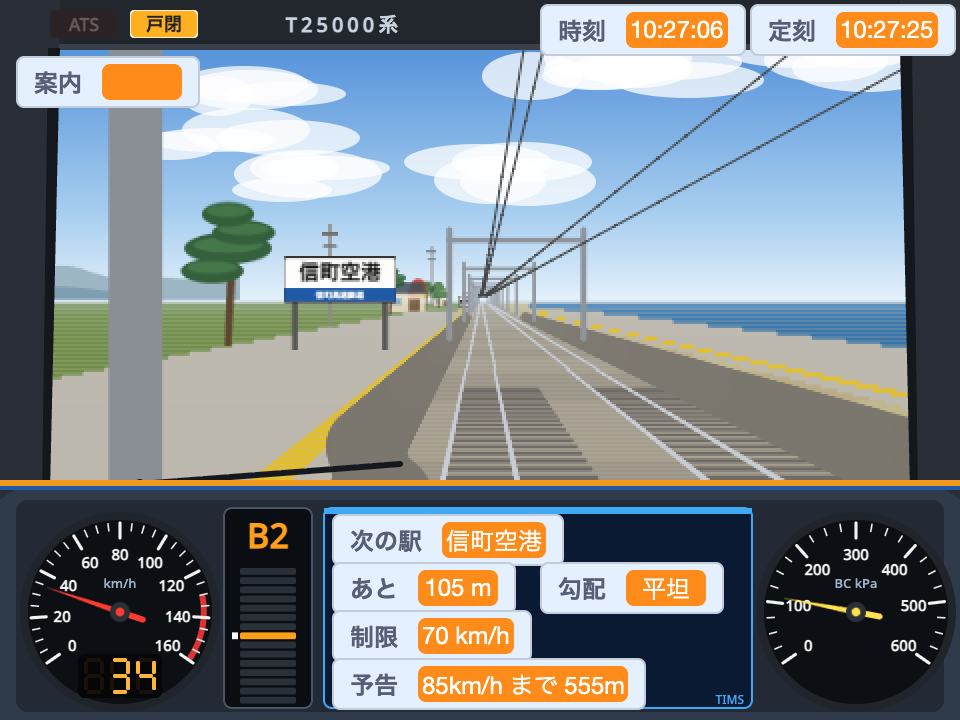 ATS 戸閉 T25000系 時刻 10:27:06 定刻 10:27:25
案内
信町空港
B2
次の駅 信町空港
あと 105 m 勾配 平坦
制限 70 km/h
予告 85km/h まで 555m
TIMS
km/h
0 20 40 60 80 100 120 140 160
34
BC kPa
0 100 200 300 400 500 600